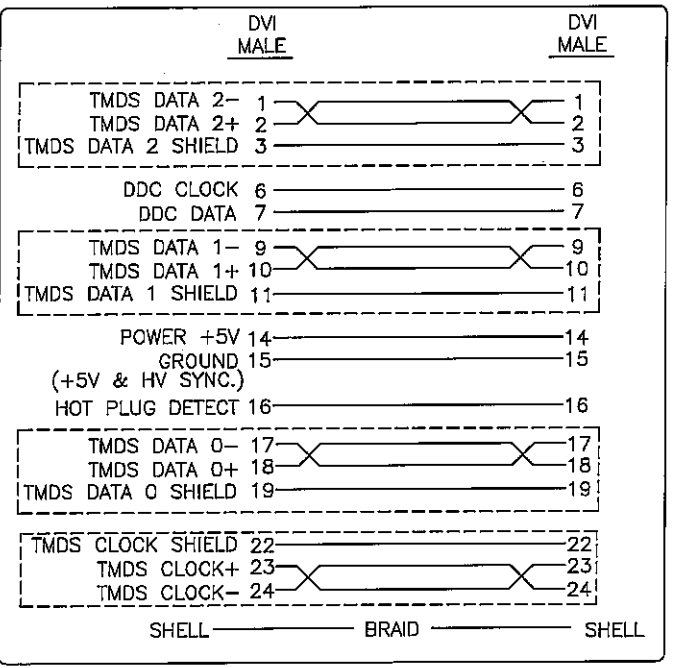 DVI DVI
MALE MALE
TMDS DATA 2- 1 1
TMDS DATA 2+ 2 2
TMDS DATA 2 SHIELD 3 3
DDC CLOCK 6 6
DDC DATA 7 7
TMDS DATA 1- 9 9
TMDS DATA 1+ 10 10
TMDS DATA 1 SHIELD 11 11
POWER +5V 14 14
GROUND 15 15
(+5V & HV SYNC.)
HOT PLUG DETECT 16 16
TMDS DATA 0- 17 17
TMDS DATA 0+ 18 18
TMDS DATA 0 SHIELD 19 19
TMDS CLOCK SHIELD 22 22
TMDS CLOCK+ 23 23
TMDS CLOCK- 24 24
SHELL BRAID SHELL